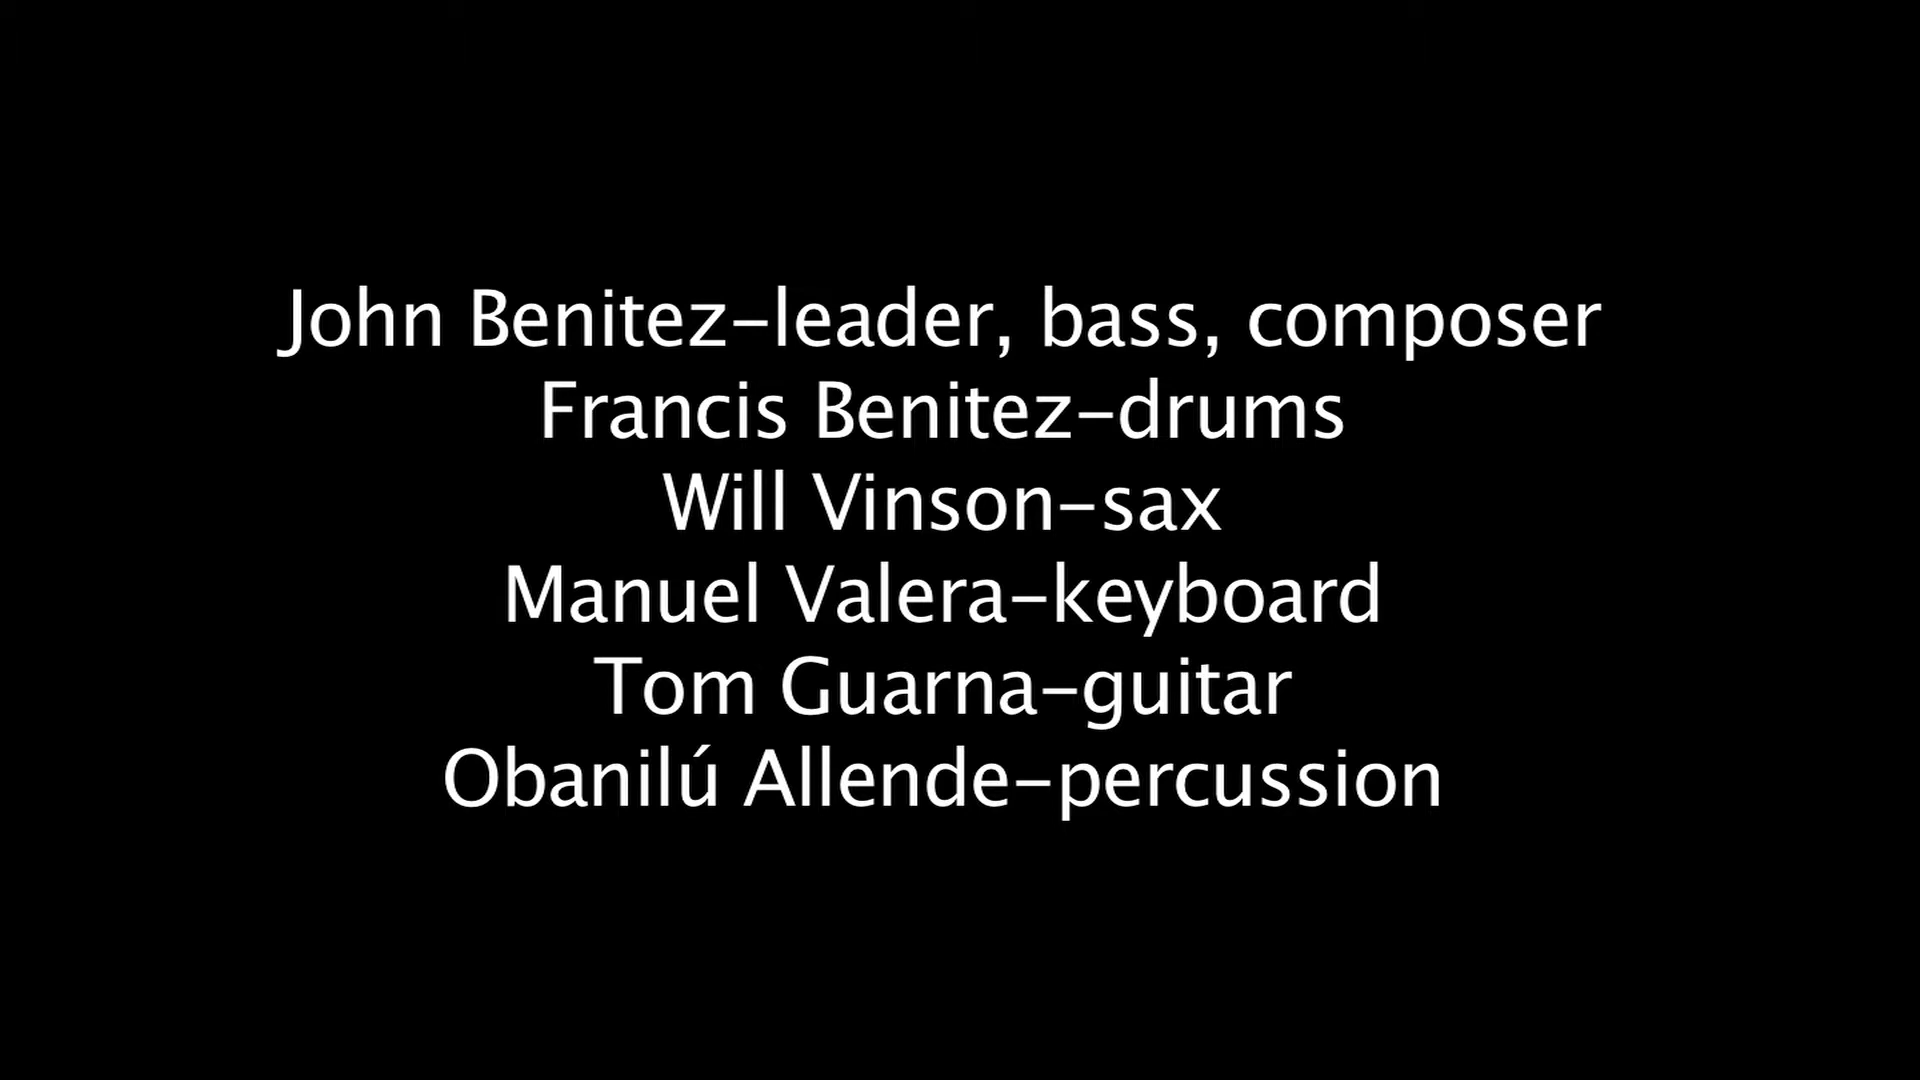 John Benitez-leader, bass, composer
Francis Benitez-drums
Will Vinson-sax
Manuel Valera-keyboard
Tom Guarna-guitar
Obanilú Allende-percussion